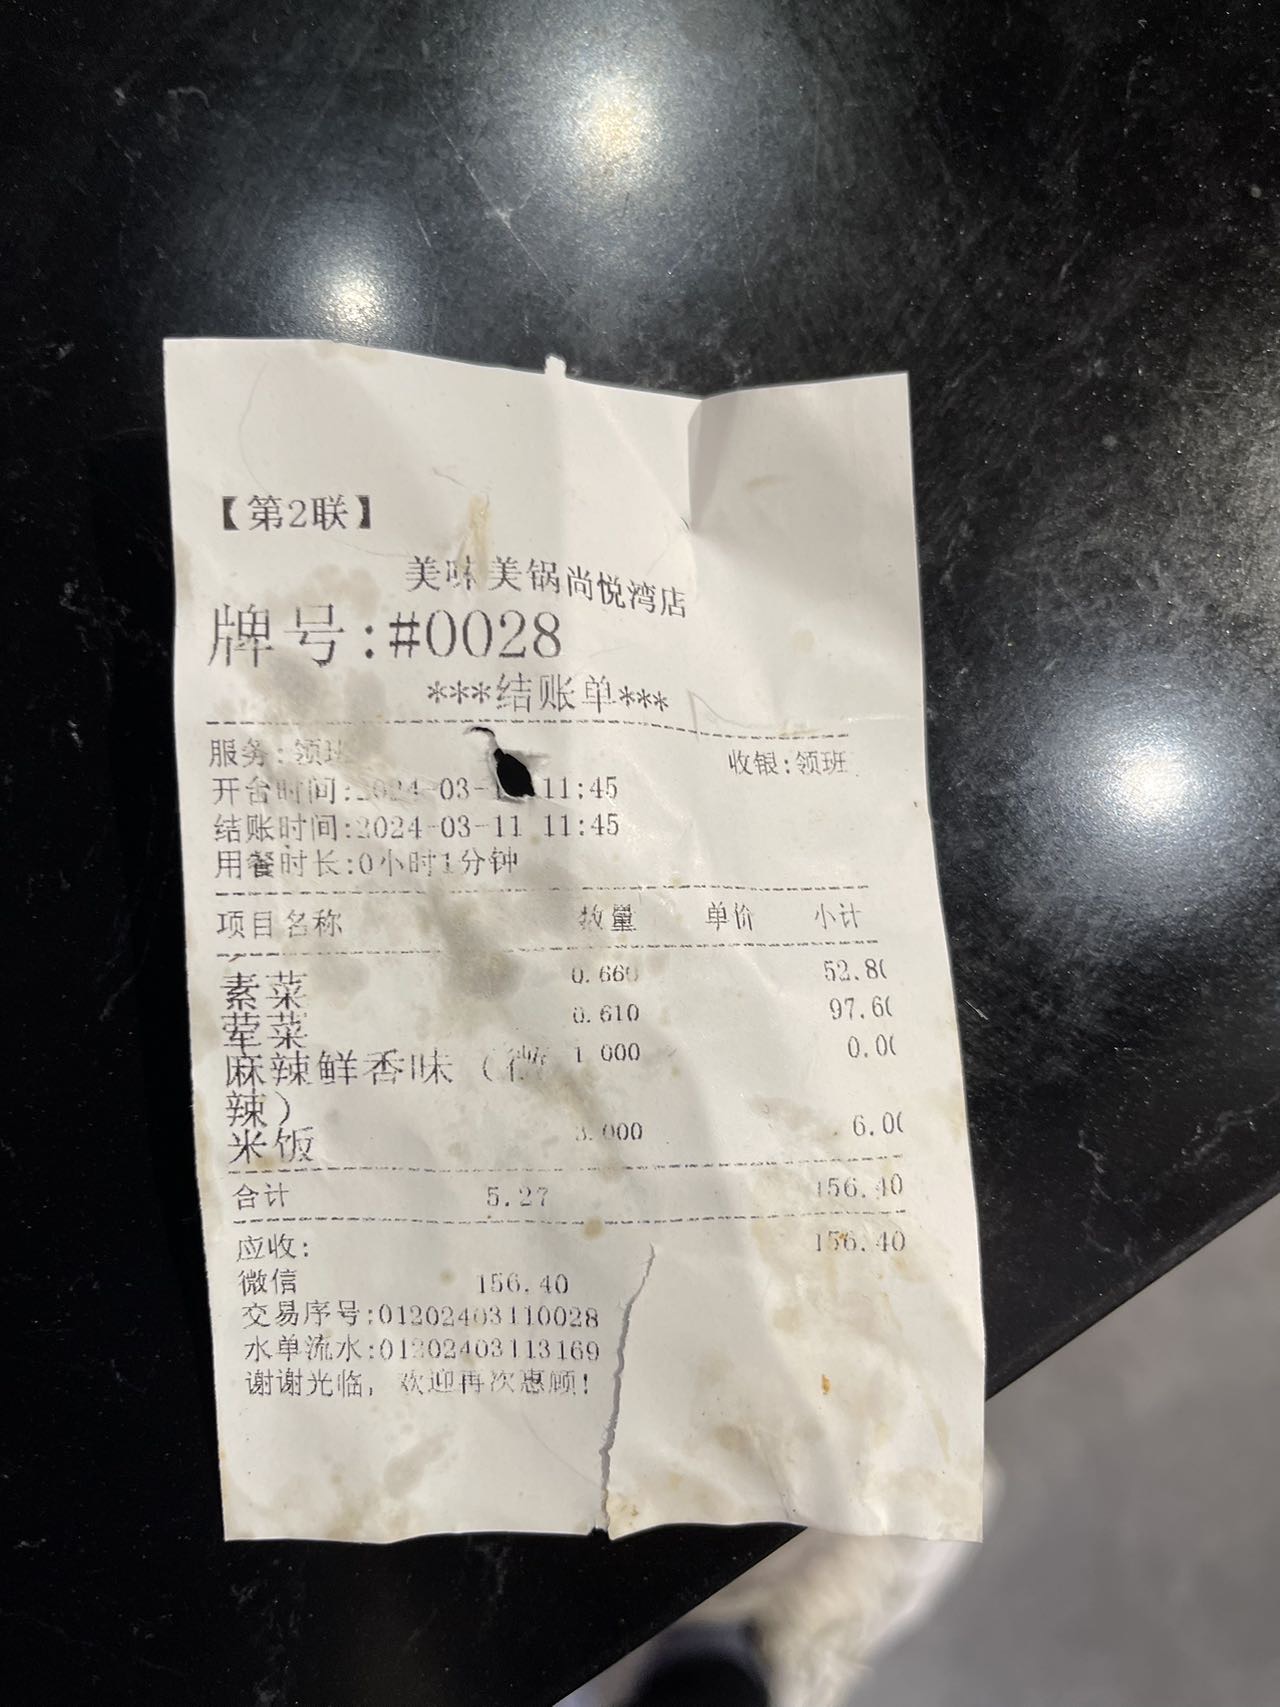 【第2联】
美味美锅尚悦湾店
牌号:#0028
***结账单***
服务:领班 收银:领班
开台时间:2024-03-1 11:45
结账时间:2024-03-11 11:45
用餐时长:0小时1分钟
项目名称 数量 单价 小计
素菜 0.660 52.80
荤菜 0.610 97.60
麻辣鲜香味( 1.000 0.00
辣)
米饭 3.000 6.00
合计 5.27 156.40
应收: 156.40
微信 156.40
交易序号:01202403110028
水单流水:01202403113169
谢谢光临,欢迎再次惠顾!